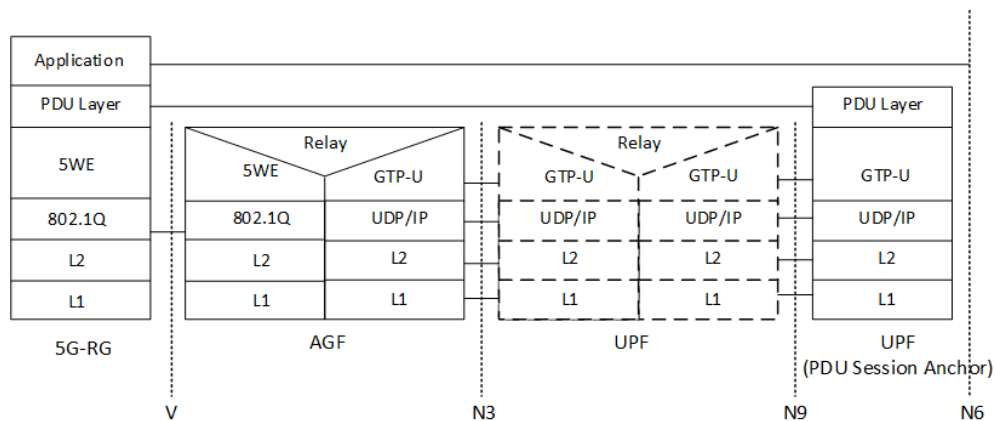 Application
PDU Layer
5WE
802.1Q
L2
L1
5G-RG
Relay
5WE
GTP-U
802.1Q
UDP/IP
L2
L2
L1
L1
AGF
Relay
GTP-U
GTP-U
UDP/IP
UDP/IP
L2
L2
L1
L1
UPF
PDU Layer
GTP-U
UDP/IP
L2
L1
UPF
(PDU Session Anchor)
V
N3
N9
N6